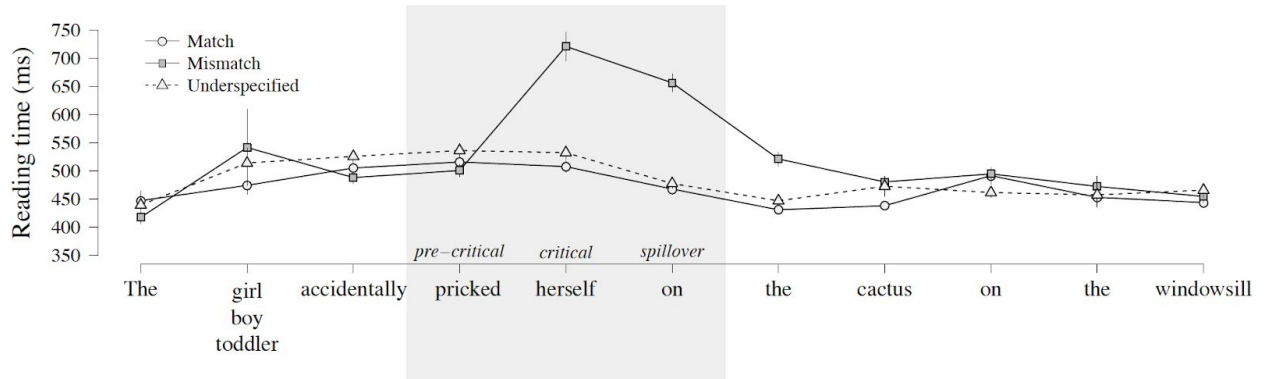 Reading time (ms)
750
700
650
600
550
500
450
400
350
Match
Mismatch
Underspecified
pre−critical critical spillover
The girl accidentally pricked herself on the cactus on the windowsill
boy
toddler